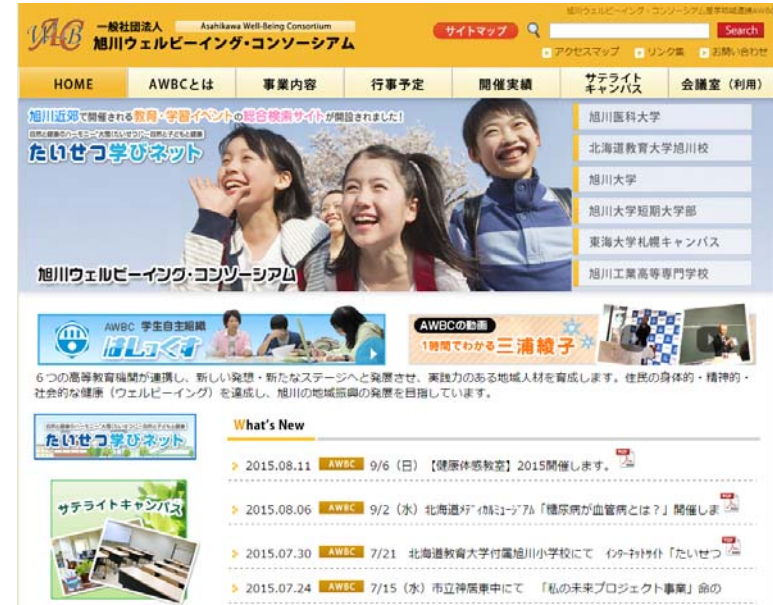 一般社団法人 Asahikawa Well-Being Consortium
旭川ウェルビーイング・コンソーシアム
サイトマップ
Search
アクセスマップ リンク集 お問い合わせ
HOME AWBCとは 事業内容 行事予定 開催実績 サテライトキャンパス 会議室（利用）
旭川近郊で開催される教育・学習イベントの総合検索サイトが開設されました!
たいせつ学びネット
旭川ウェルビーイング・コンソーシアム
旭川医科大学
北海道教育大学旭川校
旭川大学
旭川大学短期大学部
東海大学札幌キャンパス
旭川工業高等専門学校
AWBC 学生自主組織
はしっくす
AWBCの動画
1時間でわかる三浦綾子
6つの高等教育機関が連携し、新しい発想・新たなステージへと発展させ、実践力のある地域人材を育成します。住民の身体的・精神的・
社会的な健康（ウェルビーイング）を達成し、旭川の地域振興の発展を目指しています。
たいせつ学びネット
サテライトキャンパス
What's New
2015.08.11 AWBC 9/6（日）【健康体感教室】2015開催します。
2015.08.06 AWBC 9/2（水）北海道ﾒﾃﾞｨｶﾙﾐｭｰｼﾞｱﾑ「糖尿病が血管病とは？」開催しま
2015.07.30 AWBC 7/21 北海道教育大学付属旭川小学校にて ｲﾝﾀｰﾈｯﾄｻｲﾄ「たいせつ
2015.07.24 AWBC 7/15（水）市立神居東中にて 「私の未来プロジェクト事業」命の